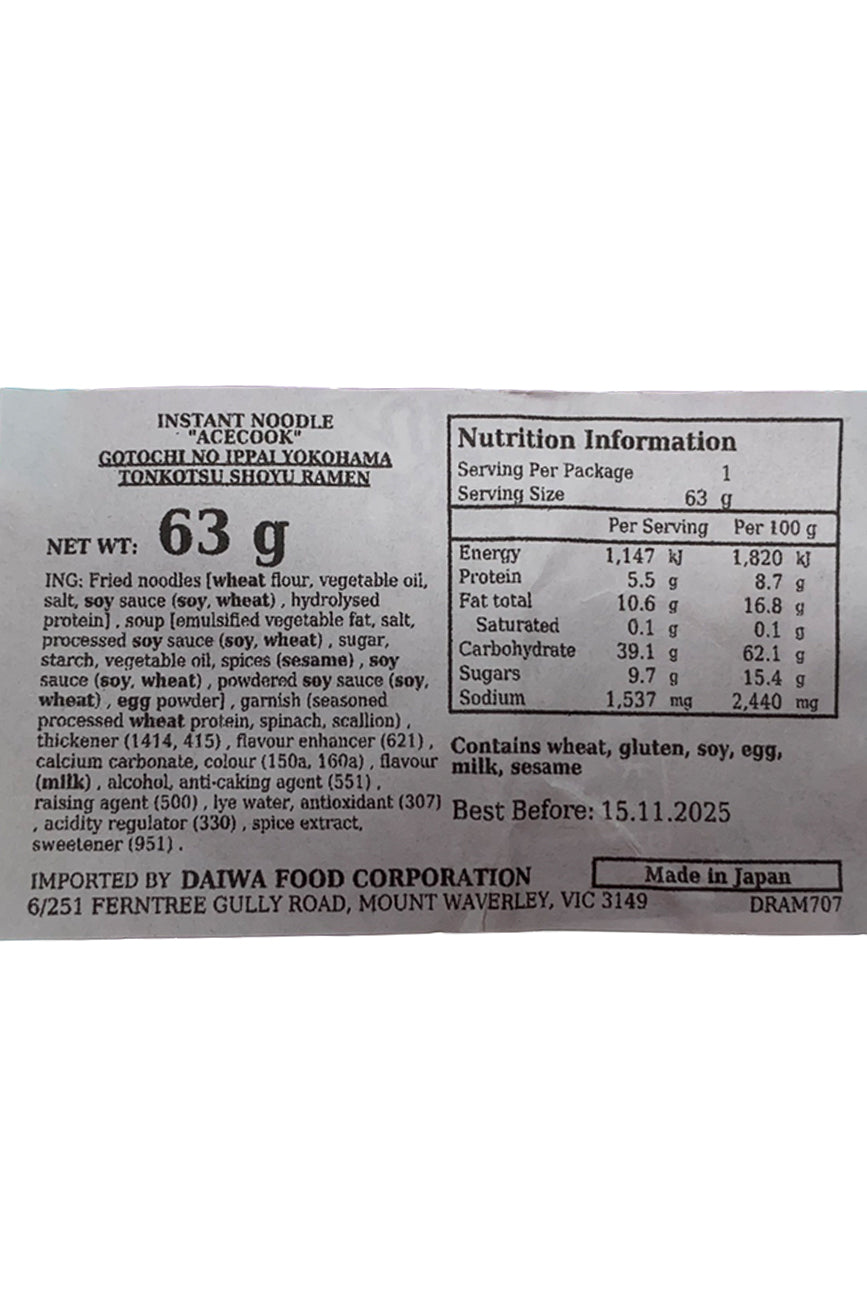 INSTANT NOODLE
"ACECOOK"
GOTOCHI NO IPPAI YOKOHAMA
TONKOTSU SHOYU RAMEN
NET WT: 63 g
ING: Fried noodles [wheat flour, vegetable oil,
salt, soy sauce (soy, wheat) , hydrolysed
protein] , soup [emulsified vegetable fat, salt,
processed soy sauce (soy, wheat) , sugar,
starch, vegetable oil, spices (sesame) , soy
sauce (soy, wheat) , powdered soy sauce (soy,
wheat) , egg powder] , garnish (seasoned
processed wheat protein, spinach, scallion) ,
thickener (1414, 415) , flavour enhancer (621) ,
calcium carbonate, colour (150a, 160a) , flavour
(milk) , alcohol, anti-caking agent (551) ,
raising agent (500) , lye water, antioxidant (307)
, acidity regulator (330) , spice extract,
sweetener (951) .
Nutrition Information
Serving Per Package 1
Serving Size 63 g
Per Serving Per 100 g
Energy 1,147 kJ 1,820 kJ
Protein 5.5 g 8.7 g
Fat total 10.6 g 16.8 g
Saturated 0.1 g 0.1 g
Carbohydrate 39.1 g 62.1 g
Sugars 9.7 g 15.4 g
Sodium 1,537 mg 2,440 mg
Contains wheat, gluten, soy, egg,
milk, sesame
Best Before: 15.11.2025
IMPORTED BY DAIWA FOOD CORPORATION
6/251 FERNTREE GULLY ROAD, MOUNT WAVERLEY, VIC 3149
Made in Japan
DRAM707